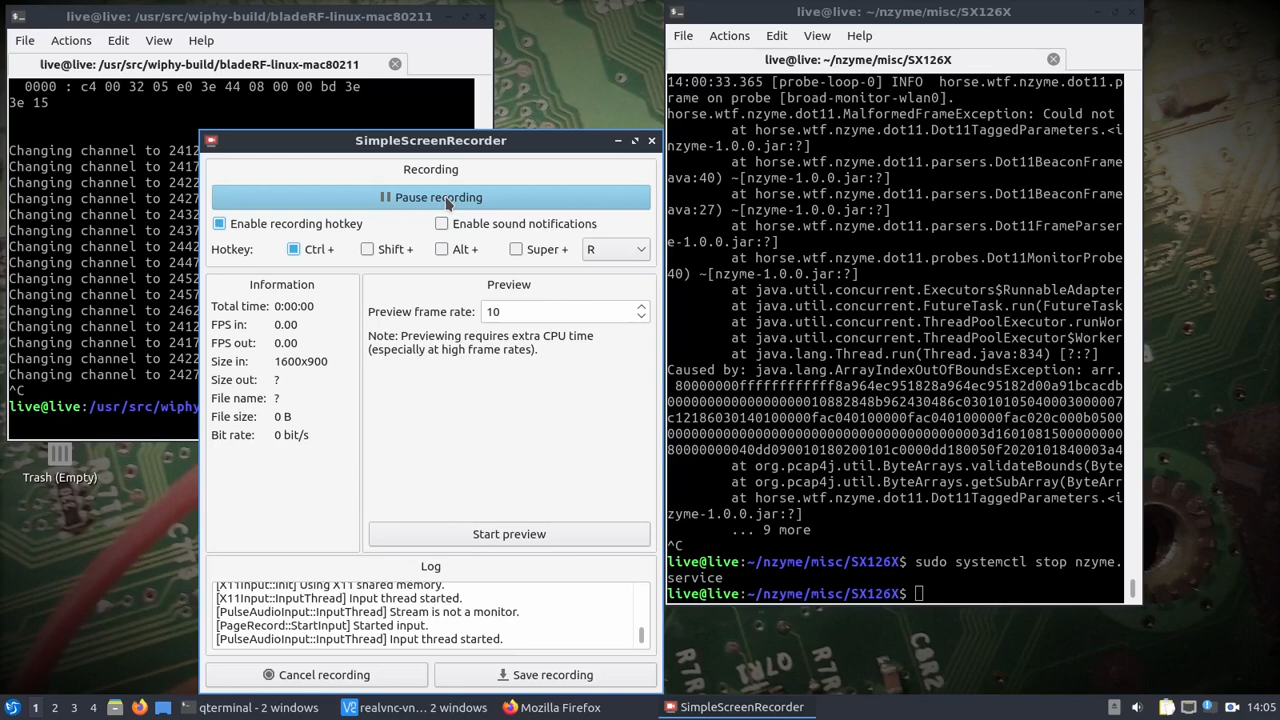 live@live: /usr/src/wiphy-build/bladeRF-linux-mac80211
File Actions Edit View Help
live@live: /usr/src/wiphy-build/bladeRF-linux-mac80211
0000 : c4 00 32 05 e0 3e 44 08 00 00 bd 3e
3e 15
Changing channel to 2412
Changing channel to 2417
Changing channel to 2422
Changing channel to 2427
Changing channel to 2432
Changing channel to 2437
Changing channel to 2442
Changing channel to 2447
Changing channel to 2452
Changing channel to 2457
Changing channel to 2462
Changing channel to 2412
Changing channel to 2417
Changing channel to 2422
Changing channel to 2427
^C
live@live:/usr/src/wiphy
Trash (Empty)
SimpleScreenRecorder
Recording
Pause recording
Enable recording hotkey Enable sound notifications
Hotkey: Ctrl + Shift + Alt + Super + R
Information
Total time: 0:00:00
FPS in: 0.00
FPS out: 0.00
Size in: 1600x900
Size out: ?
File name: ?
File size: 0 B
Bit rate: 0 bit/s
Preview
Preview frame rate: 10
Note: Previewing requires extra CPU time
(especially at high frame rates).
Start preview
Log
[X11Input::Init] Using X11 shared memory.
[X11Input::InputThread] Input thread started.
[PulseAudioInput::InputThread] Stream is not a monitor.
[PageRecord::StartInput] Started input.
[PulseAudioInput::InputThread] Input thread started.
Cancel recording Save recording
live@live: ~/nzyme/misc/SX126X
File Actions Edit View Help
live@live: ~/nzyme/misc/SX126X
14:00:33.365 [probe-loop-0] INFO  horse.wtf.nzyme.dot11.p
rame on probe [broad-monitor-wlan0].
horse.wtf.nzyme.dot11.MalformedFrameException: Could not
at horse.wtf.nzyme.dot11.Dot11TaggedParameters.<i
nzyme-1.0.0.jar:?]
at horse.wtf.nzyme.dot11.parsers.Dot11BeaconFrame
ava:40) ~[nzyme-1.0.0.jar:?]
at horse.wtf.nzyme.dot11.parsers.Dot11BeaconFrame
ava:27) ~[nzyme-1.0.0.jar:?]
at horse.wtf.nzyme.dot11.parsers.Dot11FrameParser
e-1.0.0.jar:?]
at horse.wtf.nzyme.dot11.probes.Dot11MonitorProbe
40) ~[nzyme-1.0.0.jar:?]
at java.util.concurrent.Executors$RunnableAdapter
at java.util.concurrent.FutureTask.run(FutureTask
at java.util.concurrent.ThreadPoolExecutor.runWor
at java.util.concurrent.ThreadPoolExecutor$Worker
at java.lang.Thread.run(Thread.java:834) [?:?]
Caused by: java.lang.ArrayIndexOutOfBoundsException: arr.
80000000ffffffffffff8a964ec951828a964ec95182d00a91bcacdb
000000000000000000010882848b962430486c0301010504000300000
7c1218603014010000​0fac040100000fac040100000fac020c000b0500
0000000000000000000000000000000000003d1601081500000000
8000000004​0dd090010180200101c0000dd180050f2020101840003a4
at org.pcap4j.util.ByteArrays.validateBounds(Byte
at org.pcap4j.util.ByteArrays.getSubArray(ByteArr
at horse.wtf.nzyme.dot11.Dot11TaggedParameters.<i
zyme-1.0.0.jar:?]
... 9 more
^C
live@live:~/nzyme/misc/SX126X$ sudo systemctl stop nzyme.
service
live@live:~/nzyme/misc/SX126X$
1 2 3 4 qterminal - 2 windows realvnc-vn... 2 windows Mozilla Firefox SimpleScreenRecorder 14:05